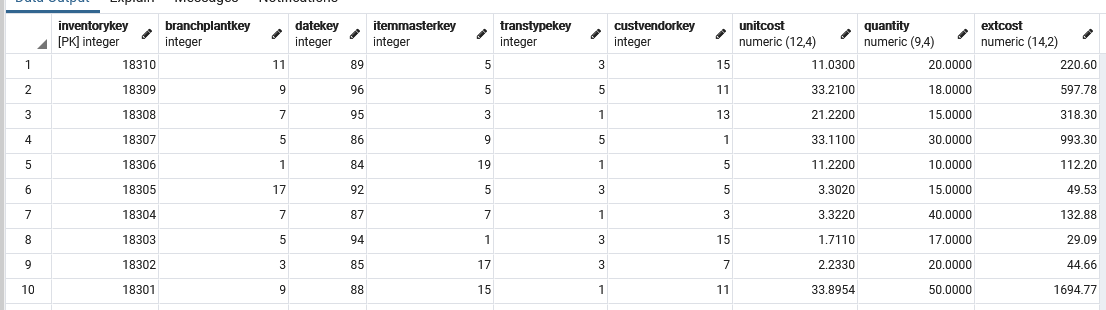 Data Output Explain Messages Notifications
inventorykey branchplantkey datekey itemmasterkey transtypekey custvendorkey unitcost quantity extcost
[PK] integer integer integer integer integer integer numeric (12,4) numeric (9,4) numeric (14,2)
1 18310 11 89 5 3 15 11.0300 20.0000 220.60
2 18309 9 96 5 5 11 33.2100 18.0000 597.78
3 18308 7 95 3 1 13 21.2200 15.0000 318.30
4 18307 5 86 9 5 1 33.1100 30.0000 993.30
5 18306 1 84 19 1 5 11.2200 10.0000 112.20
6 18305 17 92 5 3 5 3.3020 15.0000 49.53
7 18304 7 87 7 1 3 3.3220 40.0000 132.88
8 18303 5 94 1 3 15 1.7110 17.0000 29.09
9 18302 3 85 17 3 7 2.2330 20.0000 44.66
10 18301 9 88 15 1 11 33.8954 50.0000 1694.77